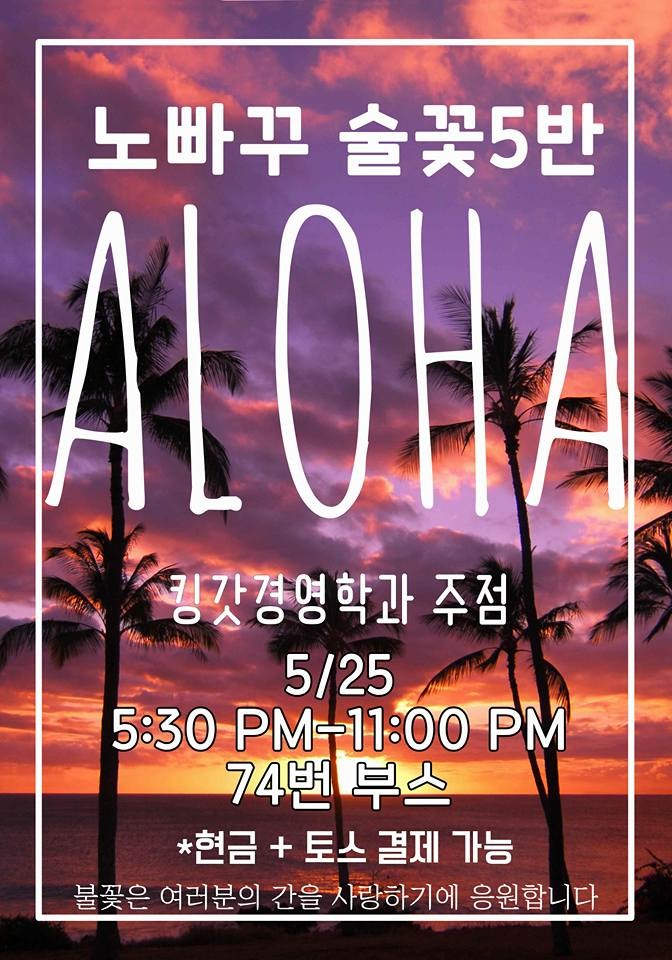 노빠꾸 술꽃5반
ALOHA
킹갓경영학과 주점
5/25
5:30 PM-11:00 PM
74번 부스
*현금 + 토스 결제 가능
불꽃은 여러분의 간을 사랑하기에 응원합니다